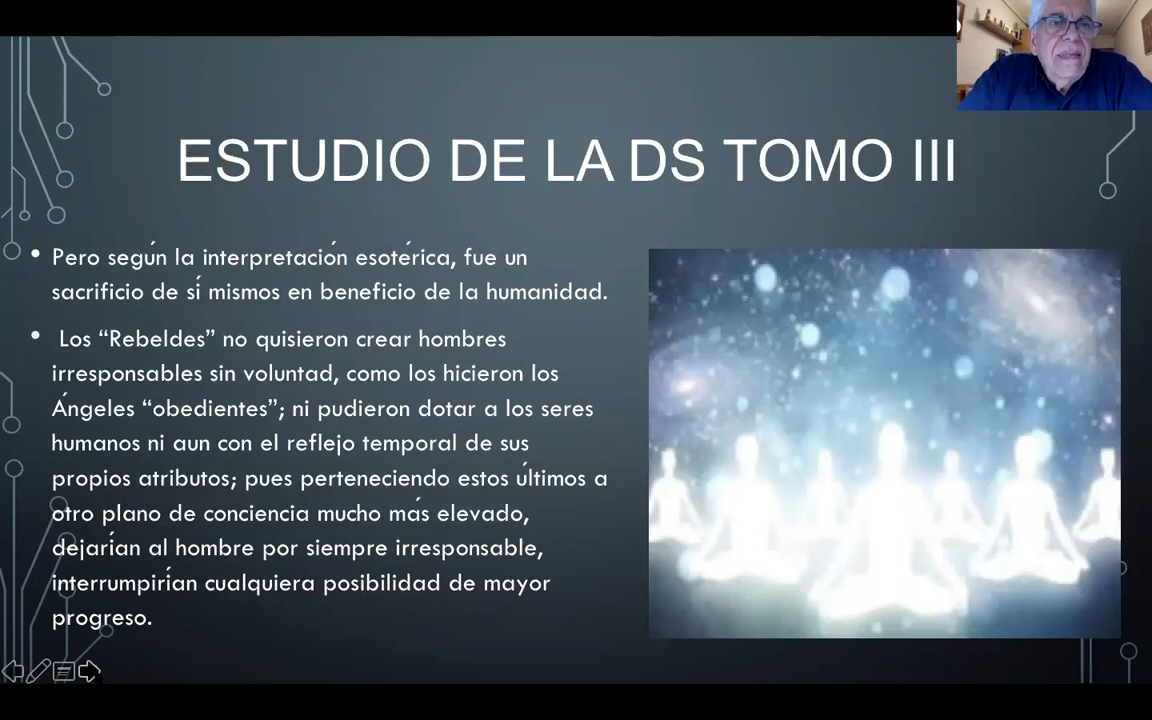 ESTUDIO DE LA DS TOMO III
• Pero según la interpretación esotérica, fue un
sacrificio de sí mismos en beneficio de la humanidad.
• Los “Rebeldes” no quisieron crear hombres
irresponsables sin voluntad, como los hicieron los
Ángeles “obedientes”; ni pudieron dotar a los seres
humanos ni aun con el reflejo temporal de sus
propios atributos; pues perteneciendo estos últimos a
otro plano de conciencia mucho más elevado,
dejarían al hombre por siempre irresponsable,
interrumpirían cualquiera posibilidad de mayor
progreso.